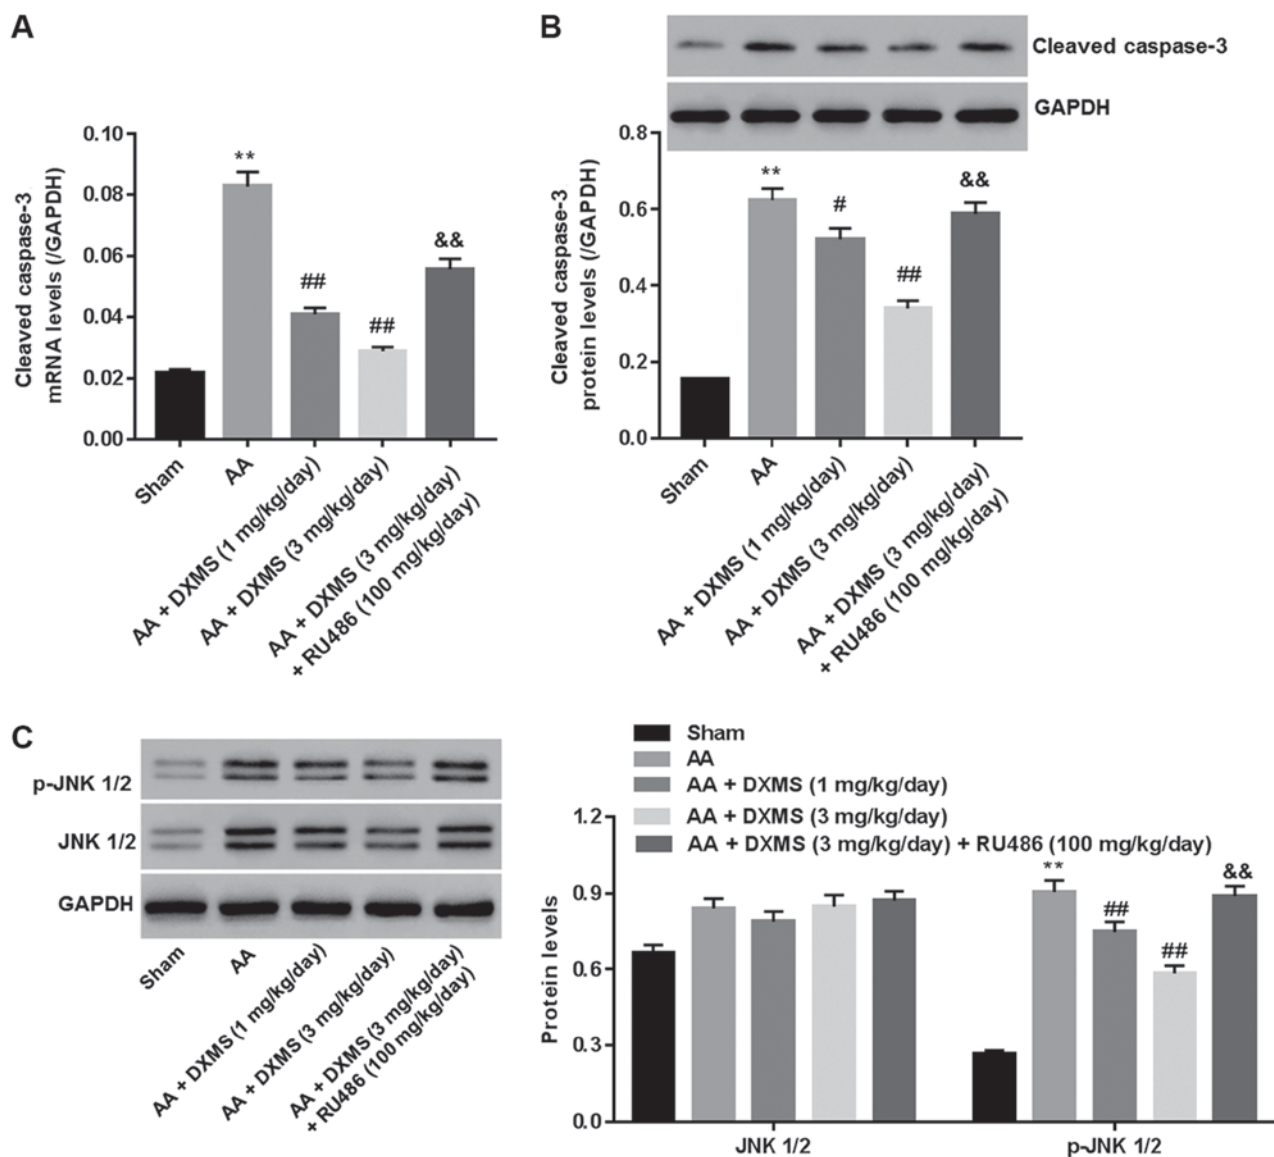 A
Cleaved caspase-3
mRNA levels (/GAPDH)
0.10
0.08
0.06
0.04
0.02
0.00
**
##
##
&&
Sham
AA
AA + DXMS (1 mg/kg/day)
AA + DXMS (3 mg/kg/day)
AA + DXMS (3 mg/kg/day)
+ RU486 (100 mg/kg/day)
B
Cleaved caspase-3
GAPDH
Cleaved caspase-3
protein levels (/GAPDH)
0.8
0.6
0.4
0.2
0.0
**
#
##
&&
Sham
AA
AA + DXMS (1 mg/kg/day)
AA + DXMS (3 mg/kg/day)
AA + DXMS (3 mg/kg/day)
+ RU486 (100 mg/kg/day)
C
p-JNK 1/2
JNK 1/2
GAPDH
Sham
AA
AA + DXMS (1 mg/kg/day)
AA + DXMS (3 mg/kg/day)
AA + DXMS (3 mg/kg/day)
+ RU486 (100 mg/kg/day)
Sham
AA
AA + DXMS (1 mg/kg/day)
AA + DXMS (3 mg/kg/day)
AA + DXMS (3 mg/kg/day) + RU486 (100 mg/kg/day)
Protein levels
1.2
0.9
0.6
0.3
0.0
**
##
##
&&
JNK 1/2
p-JNK 1/2